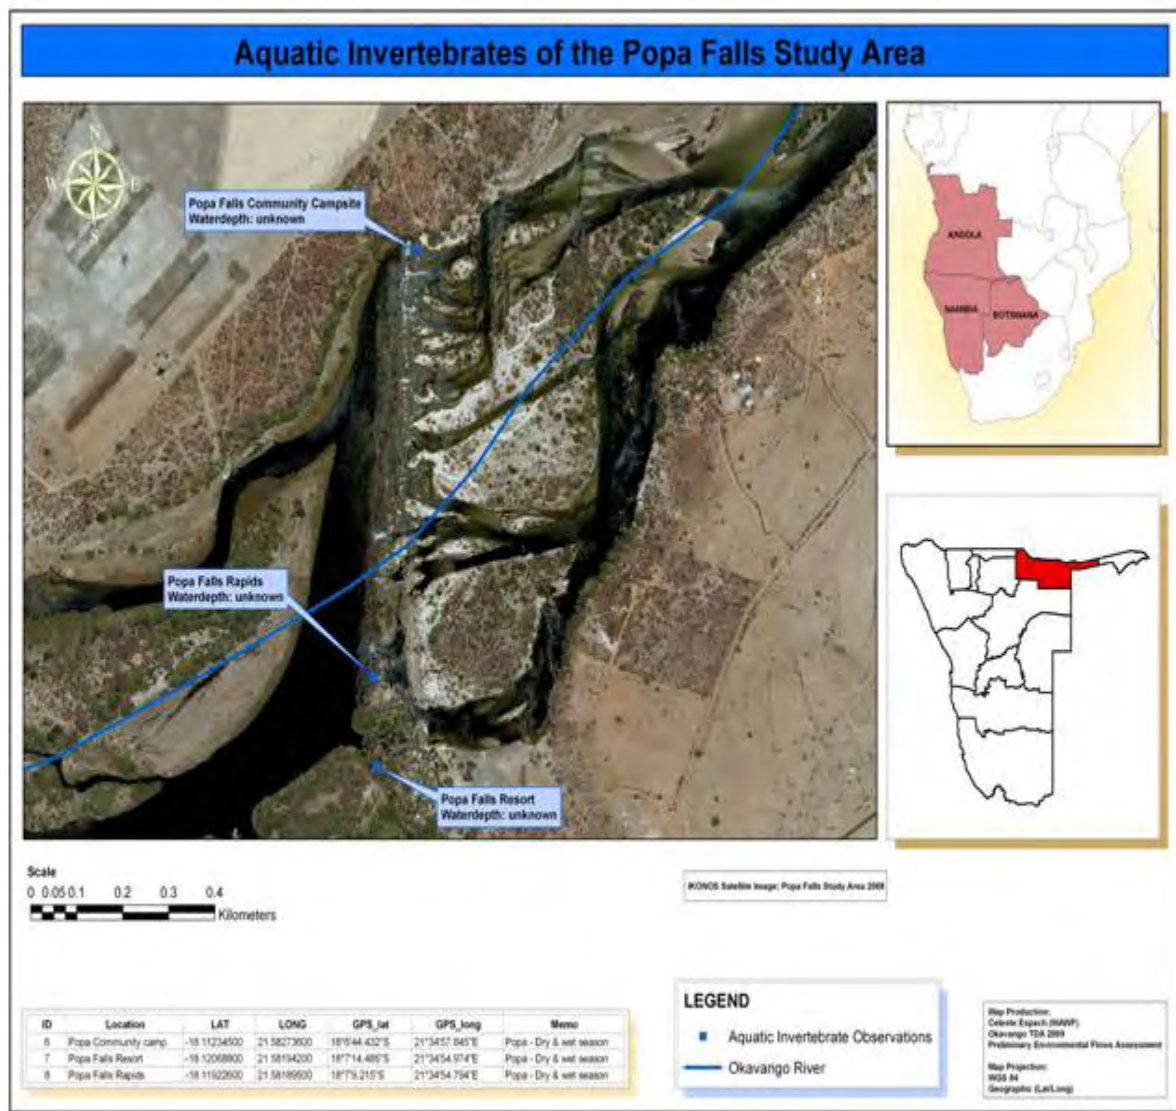 Aquatic Invertebrates of the Popa Falls Study Area
N
W E
S
Popa Falls Community Campsite
Waterdepth: unknown
Popa Falls Rapids
Waterdepth: unknown
Popa Falls Resort
Waterdepth: unknown
ANGOLA
NAMIBIA
BOTSWANA
Scale
0 0.05 0.1 0.2 0.3 0.4
Kilometers
IKONOS Satellite Image: Popa Falls Study Area
ID Location LAT LONG GPS_lat GPS_long Memo
6 Popa Community camp -18.11234500 21.58273600 18°6'44.432"S 21°34'57.845"E Popa - Dry & wet season
7 Popa Falls Resort -18.12068900 21.58194200 18°7'14.485"S 21°34'54.974"E Popa - Dry & wet season
8 Popa Falls Rapids -18.11922600 21.58189500 18°7'9.215"S 21°34'54.794"E Popa - Dry & wet season
LEGEND
Aquatic Invertebrate Observations
Okavango River
Map Production:
Celeste Espach (MAWF)
Okavango TDA 2009
Preliminary Environmental Flows Assessment
Map Projection:
WGS 84
Geographic (Lat/Long)